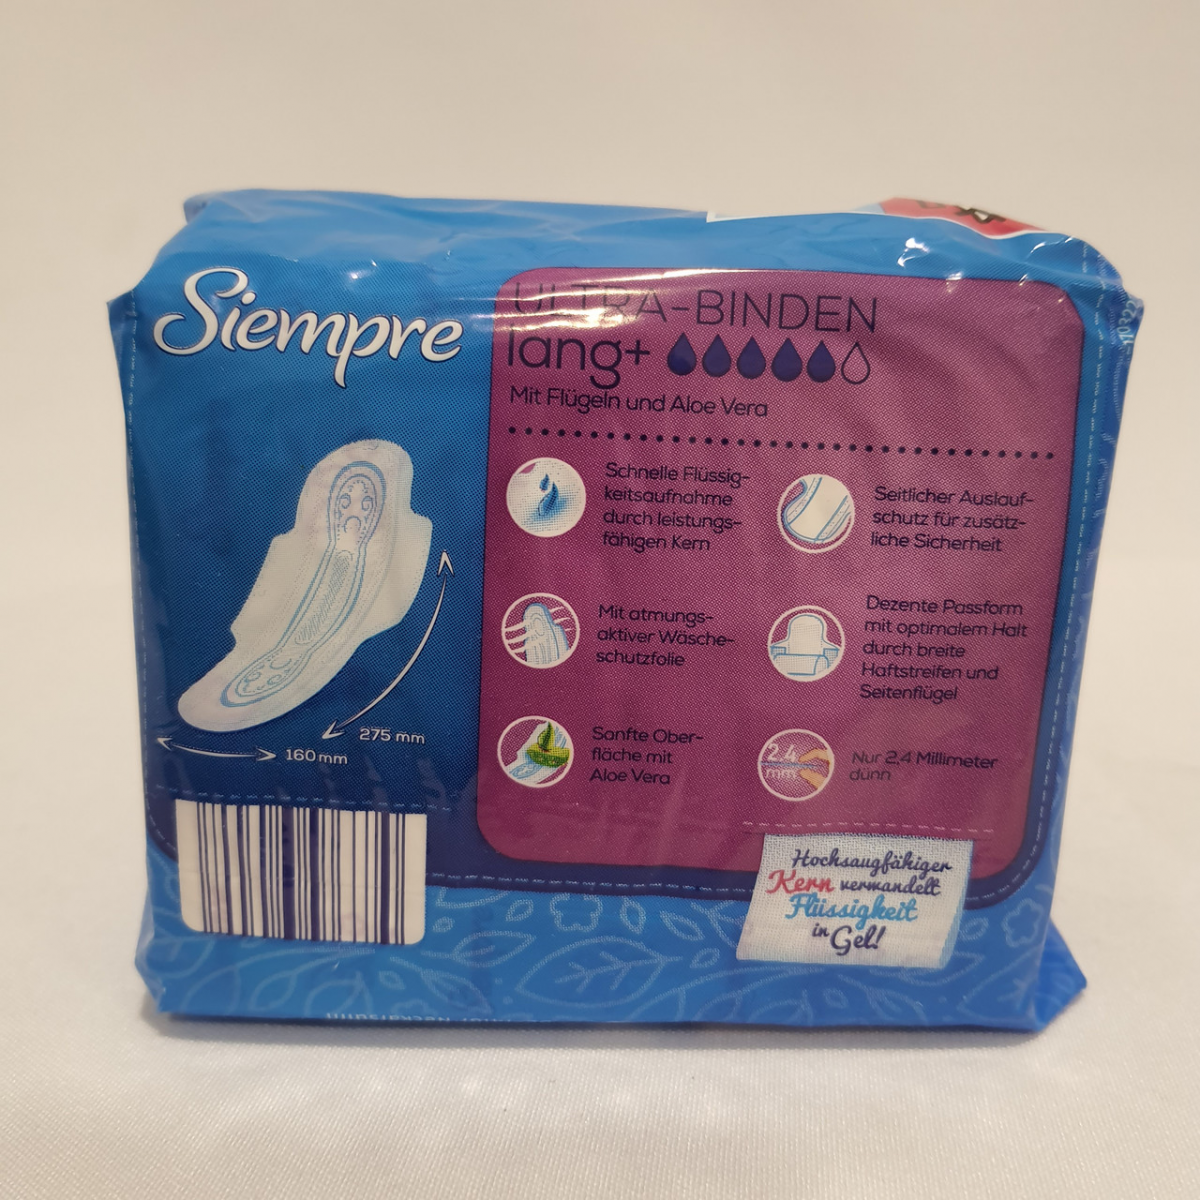 Siempre
ULTRA-BINDEN
lang+
Mit Flügeln und Aloe Vera
Schnelle Flüssig-
keitsaufnahme
durch leistungs-
fähigen Kern
Seitlicher Auslauf-
schutz für zusätz-
liche Sicherheit
Mit atmungs-
aktiver Wäsche-
schutzfolie
Dezente Passform
mit optimalem Halt
durch breite
Haftstreifen und
Seitenflügel
Sanfte Ober-
fläche mit
Aloe Vera
2,4
mm
Nur 2,4 Millimeter
dünn
275 mm
160 mm
Hochsaugfähiger
Kern verwandelt
Flüssigkeit
in Gel!